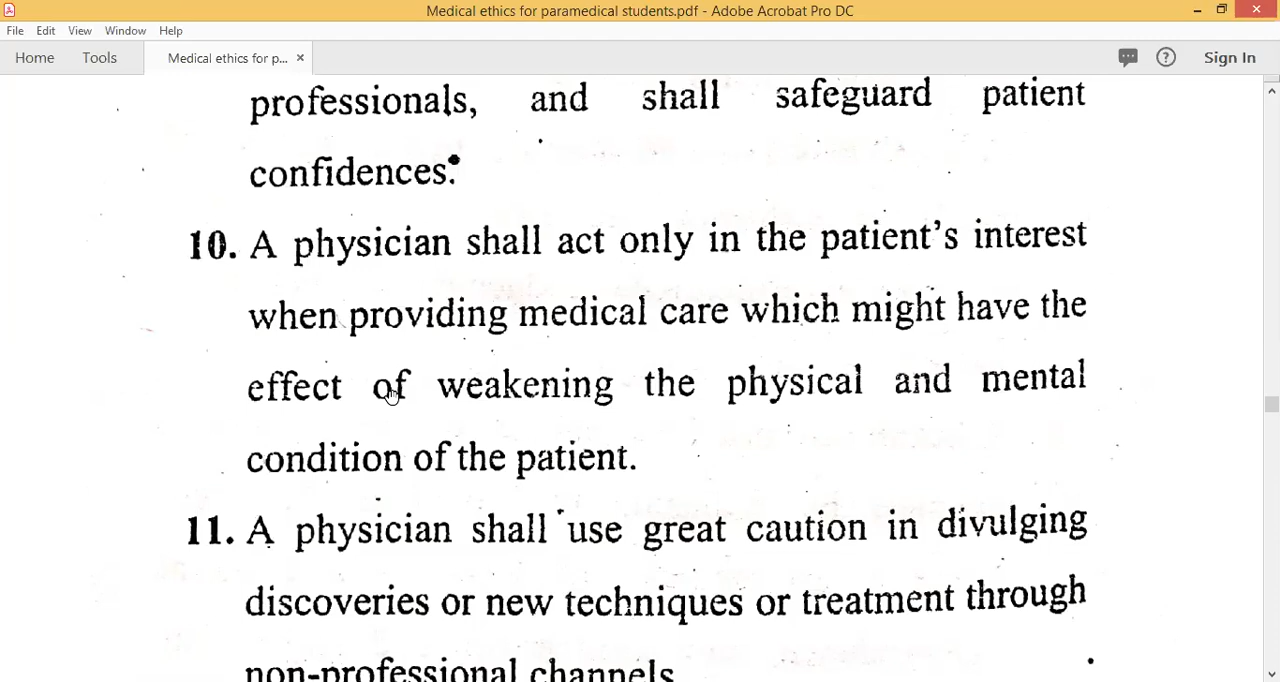 Medical ethics for paramedical students.pdf - Adobe Acrobat Pro DC
File Edit View Window Help
Home Tools Medical ethics for p... × Sign In
professionals, and shall safeguard patient
confidences.
10. A physician shall act only in the patient's interest
when providing medical care which might have the
effect of weakening the physical and mental
condition of the patient.
11. A physician shall use great caution in divulging
discoveries or new techniques or treatment through
non-professional channels.